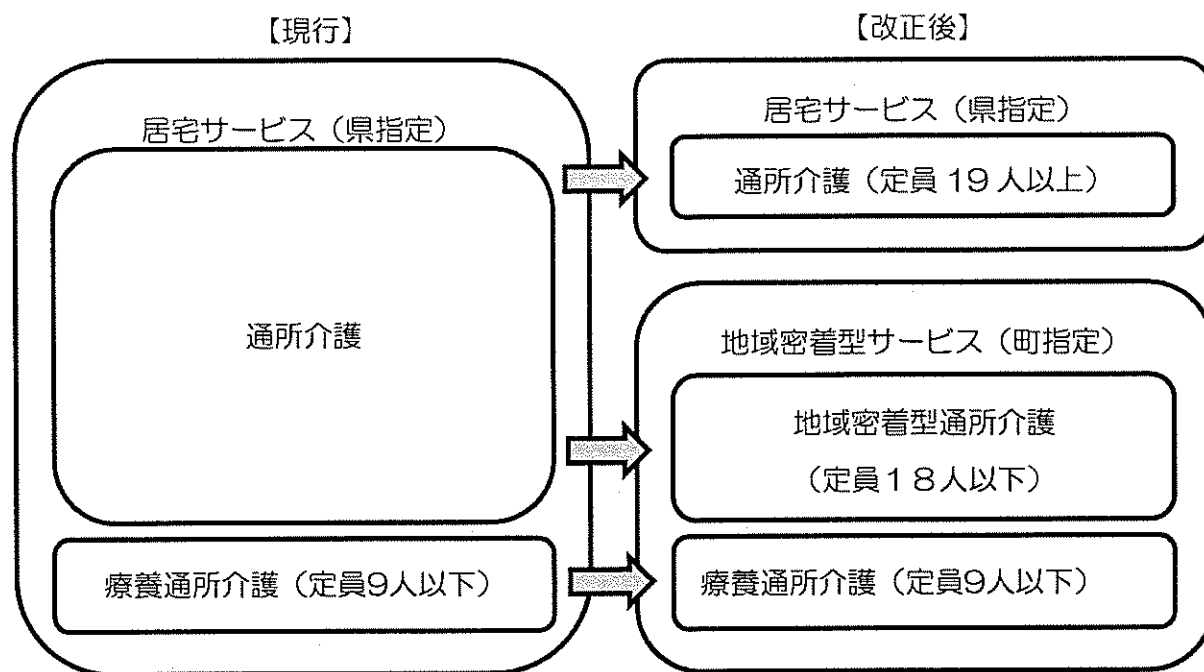 【現行】
居宅サービス（県指定）
通所介護
療養通所介護（定員9人以下）
【改正後】
居宅サービス（県指定）
通所介護（定員 19 人以上）
地域密着型サービス（町指定）
地域密着型通所介護
（定員１８人以下）
療養通所介護（定員9人以下）